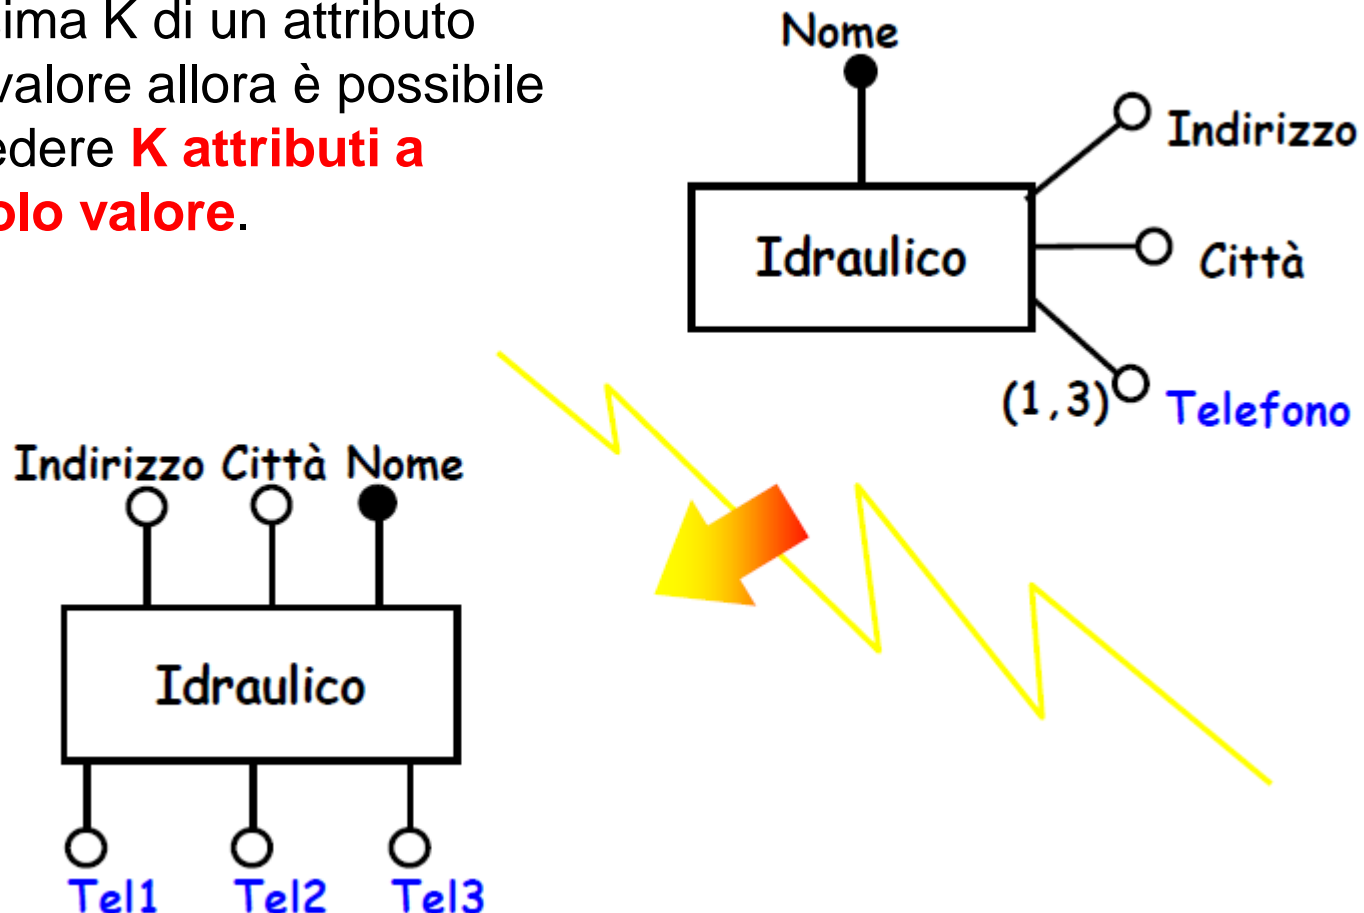 ima K di un attributo
valore allora è possibile
edere K attributi a
olo valore.
Nome
Indirizzo
Idraulico
Città
(1,3)
Telefono
Indirizzo Città Nome
Idraulico
Tel1 Tel2 Tel3